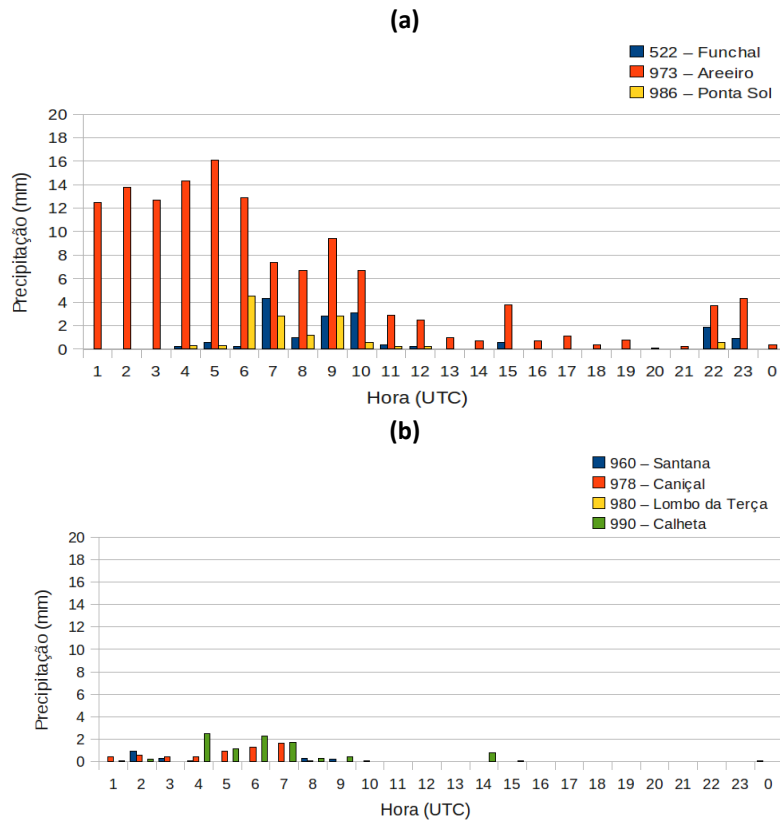 (a)
522 – Funchal
973 – Areeiro
986 – Ponta Sol
20
18
16
14
12
10
8
6
4
2
0
Precipitação (mm)
1 2 3 4 5 6 7 8 9 10 11 12 13 14 15 16 17 18 19 20 21 22 23 0
Hora (UTC)
(b)
960 – Santana
978 – Caniçal
980 – Lombo da Terça
990 – Calheta
20
18
16
14
12
10
8
6
4
2
0
Precipitação (mm)
1 2 3 4 5 6 7 8 9 10 11 12 13 14 15 16 17 18 19 20 21 22 23 0
Hora (UTC)